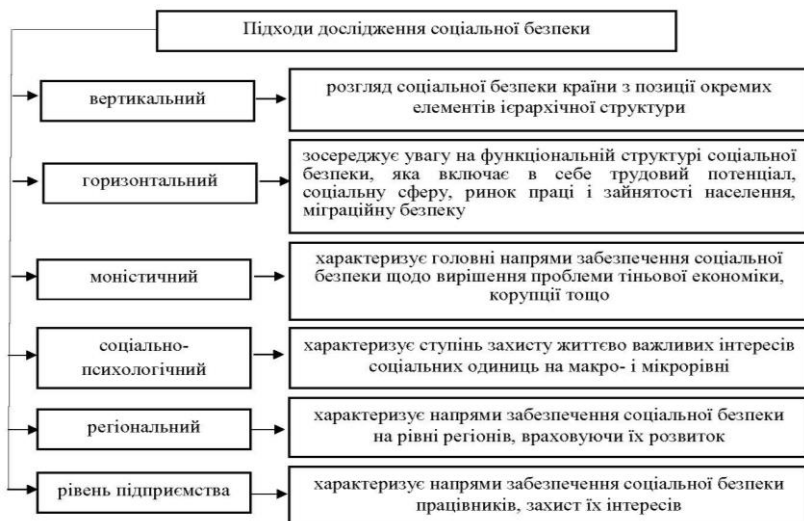 Підходи дослідження соціальної безпеки
вертикальний
розгляд соціальної безпеки країни з позиції окремих
елементів ієрархічної структури
горизонтальний
зосереджує увагу на функціональній структурі соціальної
безпеки, яка включає в себе трудовий потенціал,
соціальну сферу, ринок праці і зайнятості населення,
міграційну безпеку
моністичний
характеризує головні напрями забезпечення соціальної
безпеки щодо вирішення проблеми тіньової економіки,
корупції тощо
соціально-
психологічний
характеризує ступінь захисту життєво важливих інтересів
соціальних одиниць на макро- і мікрорівні
регіональний
характеризує напрями забезпечення соціальної безпеки
на рівні регіонів, враховуючи їх розвиток
рівень підприємства
характеризує напрями забезпечення соціальної безпеки
працівників, захист їх інтересів